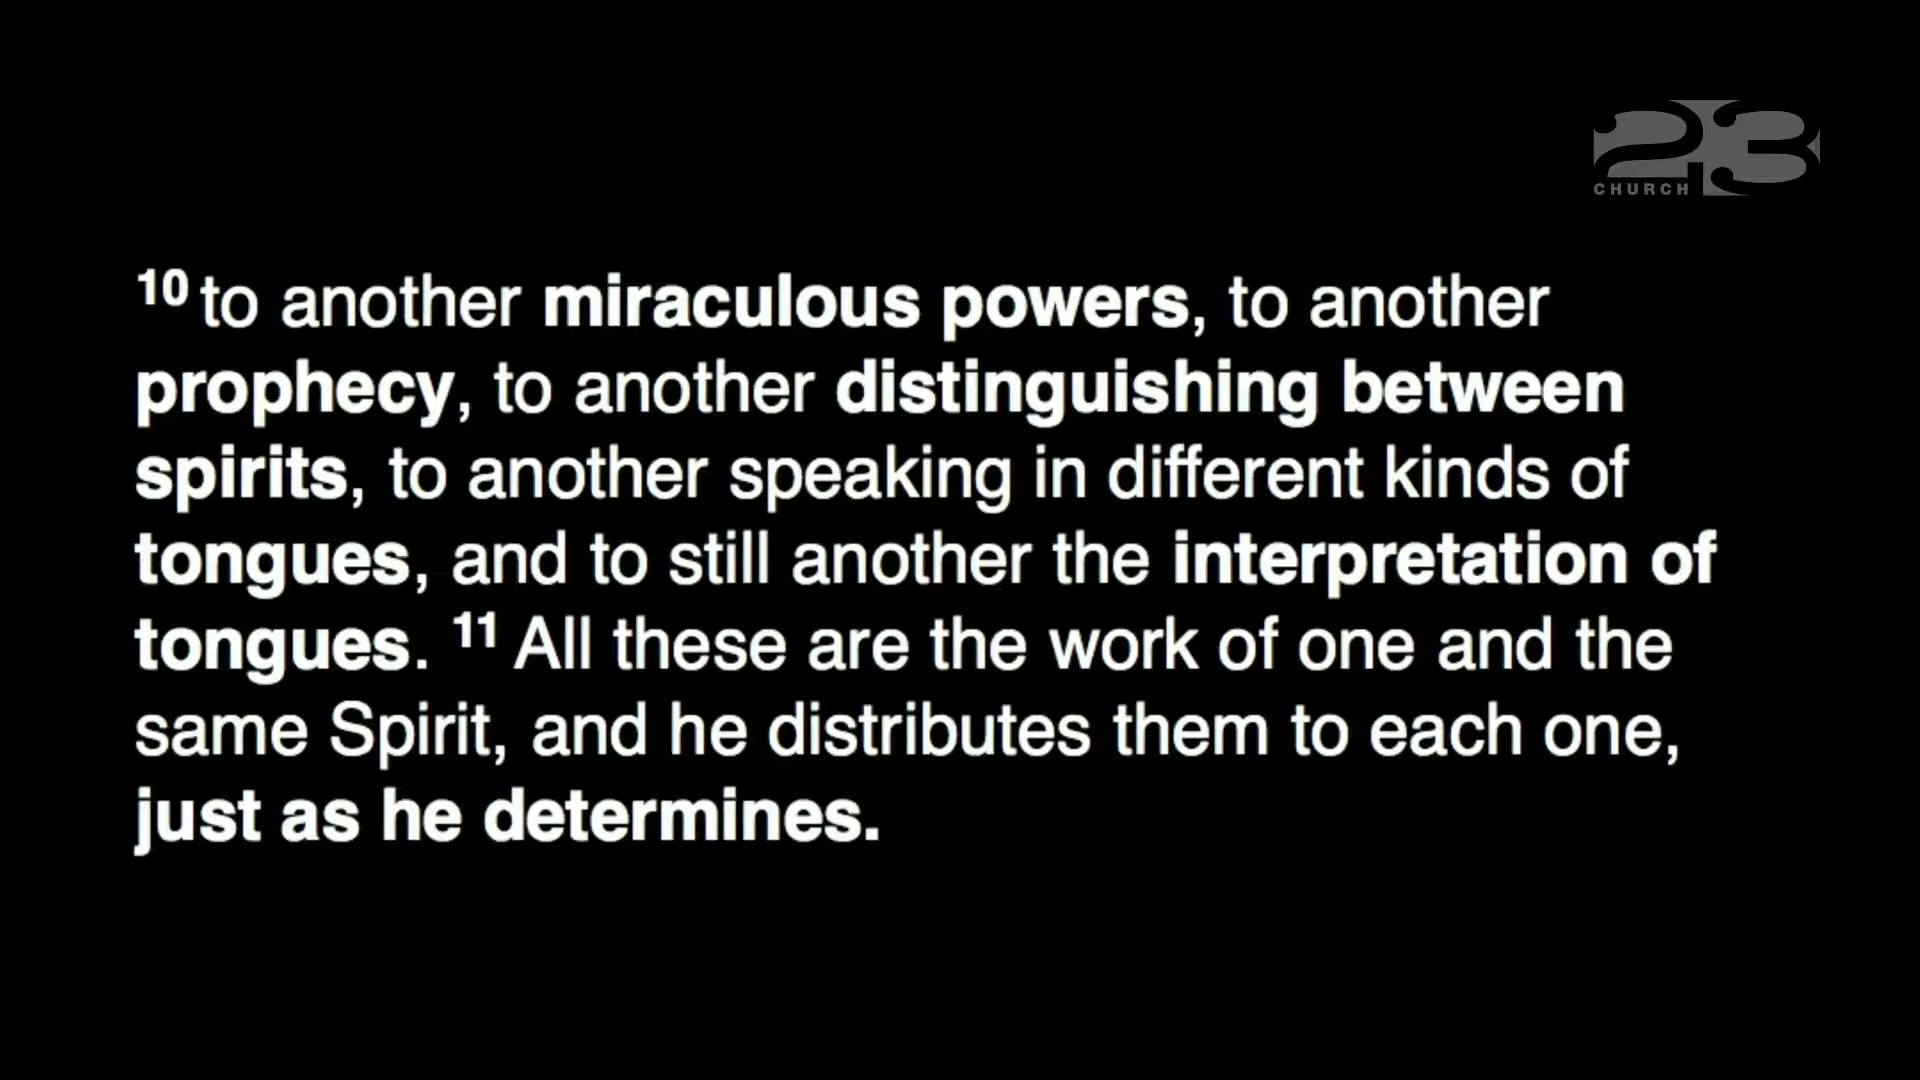 23
CHURCH
10 to another miraculous powers, to another
prophecy, to another distinguishing between
spirits, to another speaking in different kinds of
tongues, and to still another the interpretation of
tongues. 11 All these are the work of one and the
same Spirit, and he distributes them to each one,
just as he determines.